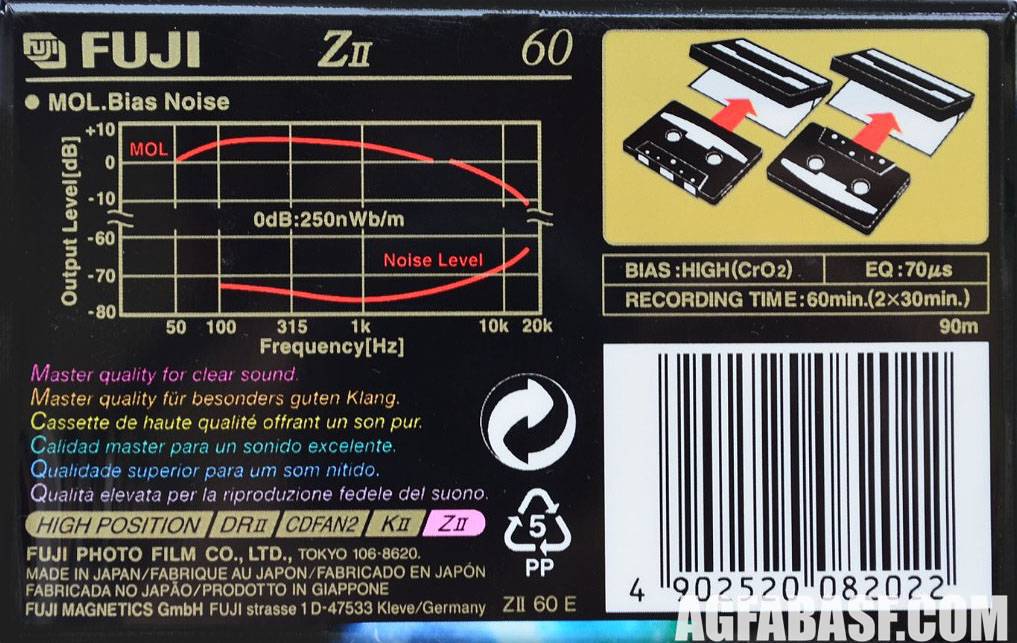 FUJI FUJI ZII 60
● MOL.Bias Noise
Output Level[dB]
+10
MOL
0
-10
0dB:250nWb/m
-60
Noise Level
-70
-80
50 100 315 1k 10k 20k
Frequency[Hz]
Master quality for clear sound.
Master quality für besonders guten Klang.
Cassette de haute qualité offrant un son pur.
Calidad master para un sonido excelente.
Qualidade superior para um som nítido.
Qualità elevata per la riproduzione fedele del suono.
HIGH POSITION DRII CDFAN2 KII ZII
FUJI PHOTO FILM CO., LTD., TOKYO 106-8620.
MADE IN JAPAN/FABRIQUE AU JAPON/FABRICADO EN JAPÓN
FABRICADA NO JAPÃO/PRODOTTO IN GIAPPONE
FUJI MAGNETICS GmbH FUJI strasse 1 D-47533 Kleve/Germany
ZII 60 E
5
PP
BIAS:HIGH(CrO2) EQ:70µs
RECORDING TIME:60min.(2×30min.)
90m
4 902520 082022
AGFABASF.COM